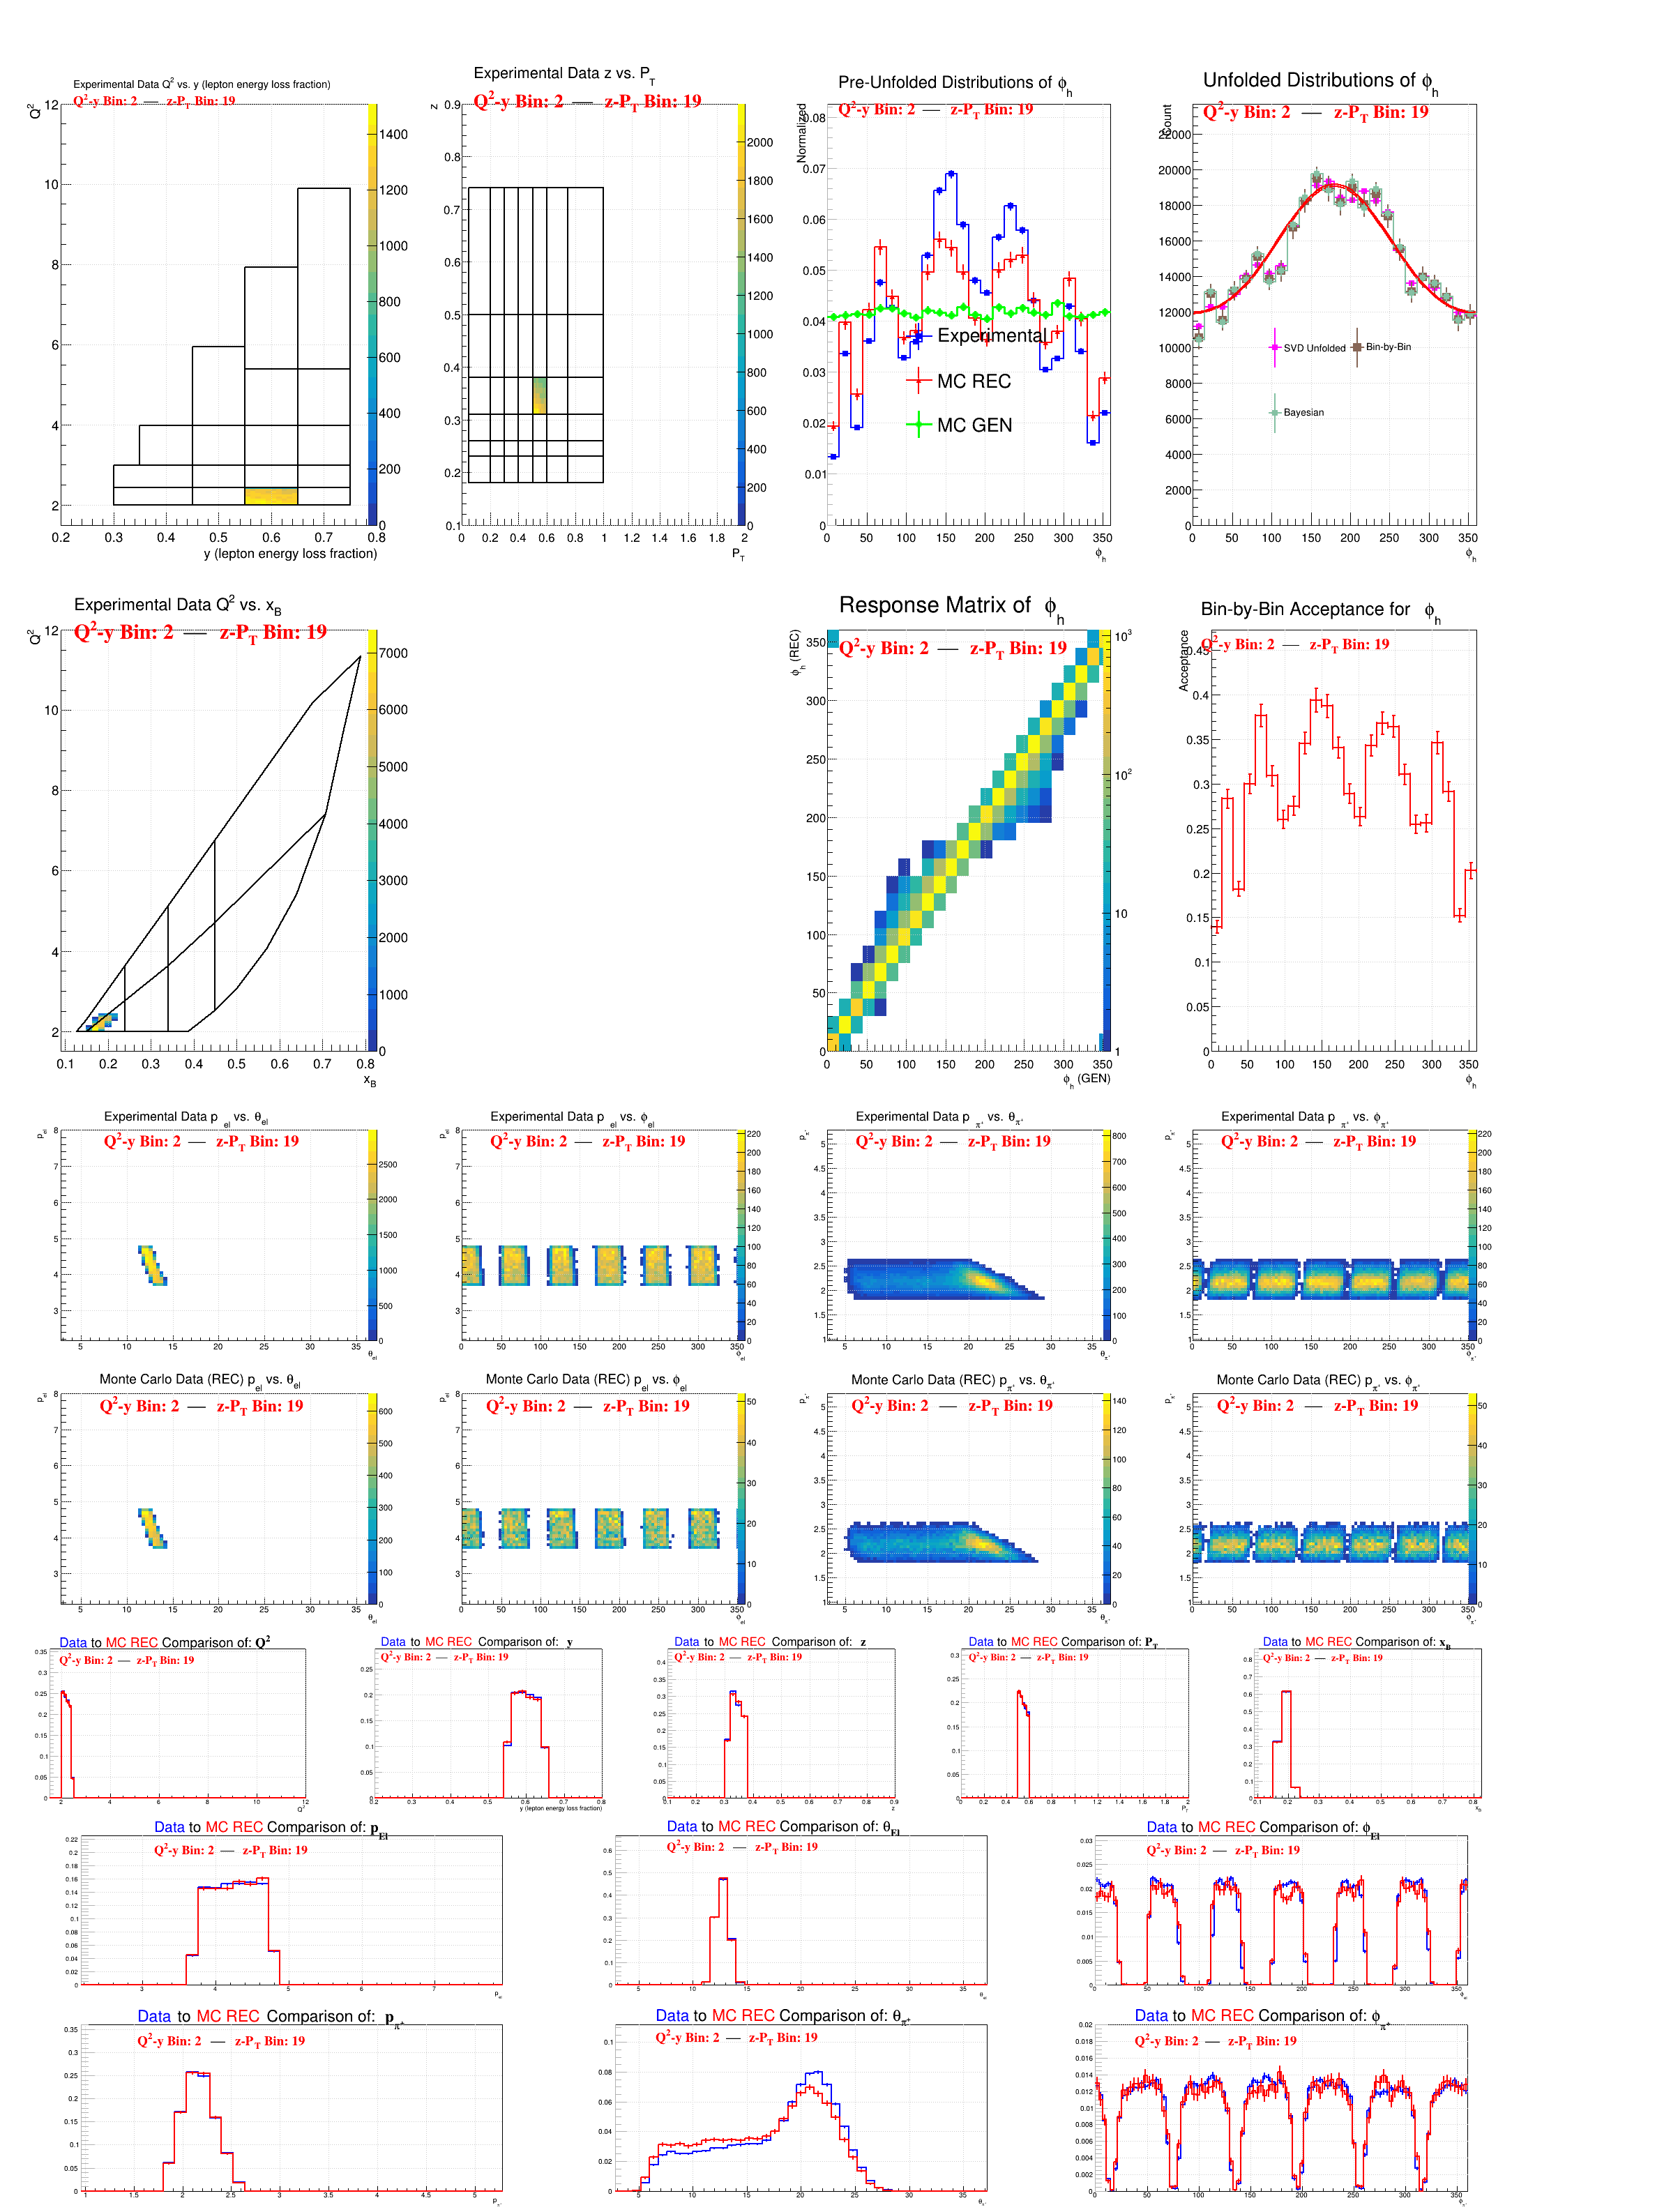 Experimental Data Q² vs. y (lepton energy loss fraction)
Q²-y Bin: 2 — z-P_T Bin: 19
Q²
y (lepton energy loss fraction)
Experimental Data z vs. P_T
Q²-y Bin: 2 — z-P_T Bin: 19
z
P_T
Pre-Unfolded Distributions of ϕ_h
Q²-y Bin: 2 — z-P_T Bin: 19
Normalized
Experimental
MC REC
MC GEN
ϕ_h
Unfolded Distributions of ϕ_h
Q²-y Bin: 2 — z-P_T Bin: 19
Count
SVD Unfolded
Bin-by-Bin
Bayesian
ϕ_h
Experimental Data Q² vs. x_B
Q²-y Bin: 2 — z-P_T Bin: 19
Q²
x_B
Response Matrix of ϕ_h
Q²-y Bin: 2 — z-P_T Bin: 19
ϕ_h (REC)
ϕ_h (GEN)
Bin-by-Bin Acceptance for ϕ_h
Q²-y Bin: 2 — z-P_T Bin: 19
Acceptance
ϕ_h
Experimental Data p_el vs. θ_el
Q²-y Bin: 2 — z-P_T Bin: 19
Experimental Data p_el vs. ϕ_el
Q²-y Bin: 2 — z-P_T Bin: 19
Experimental Data p_π⁺ vs. θ_π⁺
Q²-y Bin: 2 — z-P_T Bin: 19
Experimental Data p_π⁺ vs. ϕ_π⁺
Q²-y Bin: 2 — z-P_T Bin: 19
Monte Carlo Data (REC) p_el vs. θ_el
Q²-y Bin: 2 — z-P_T Bin: 19
Monte Carlo Data (REC) p_el vs. ϕ_el
Q²-y Bin: 2 — z-P_T Bin: 19
Monte Carlo Data (REC) p_π⁺ vs. θ_π⁺
Q²-y Bin: 2 — z-P_T Bin: 19
Monte Carlo Data (REC) p_π⁺ vs. ϕ_π⁺
Q²-y Bin: 2 — z-P_T Bin: 19
Data to MC REC Comparison of: Q²
Q²-y Bin: 2 — z-P_T Bin: 19
Q²
Data to MC REC Comparison of: y
Q²-y Bin: 2 — z-P_T Bin: 19
y (lepton energy loss fraction)
Data to MC REC Comparison of: z
Q²-y Bin: 2 — z-P_T Bin: 19
z
Data to MC REC Comparison of: P_T
Q²-y Bin: 2 — z-P_T Bin: 19
P_T
Data to MC REC Comparison of: x_B
Q²-y Bin: 2 — z-P_T Bin: 19
x_B
Data to MC REC Comparison of: p_El
Q²-y Bin: 2 — z-P_T Bin: 19
Data to MC REC Comparison of: θ_El
Q²-y Bin: 2 — z-P_T Bin: 19
Data to MC REC Comparison of: ϕ_El
Q²-y Bin: 2 — z-P_T Bin: 19
Data to MC REC Comparison of: p_π⁺
Q²-y Bin: 2 — z-P_T Bin: 19
Data to MC REC Comparison of: θ_π⁺
Q²-y Bin: 2 — z-P_T Bin: 19
Data to MC REC Comparison of: ϕ_π⁺
Q²-y Bin: 2 — z-P_T Bin: 19